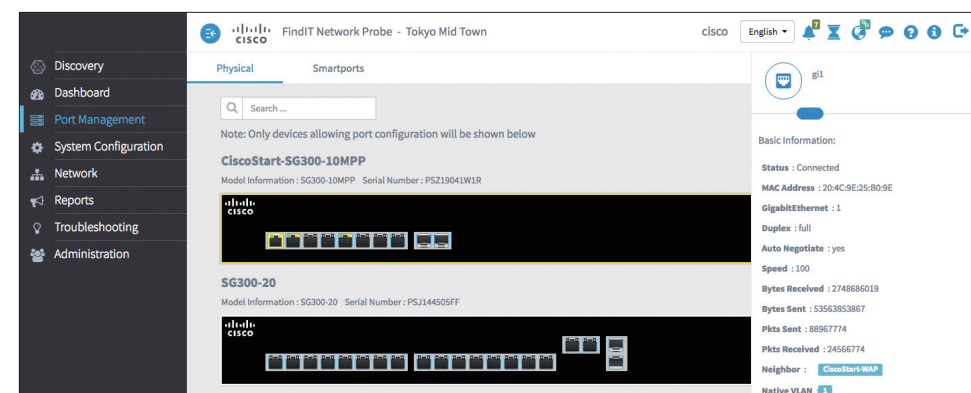 CISCO
FindIT Network Probe - Tokyo Mid Town
cisco
English
7
Discovery
Dashboard
Port Management
System Configuration
Network
Reports
Troubleshooting
Administration
Physical
Smartports
Search ...
Note: Only devices allowing port configuration will be shown below
CiscoStart-SG300-10MPP
Model Information : SG300-10MPP Serial Number : PSZ19041W1R
CISCO
SG300-20
Model Information : SG300-20 Serial Number : PSJ144505FF
CISCO
gi1
Basic Information:
Status : Connected
MAC Address : 20:4C:9E:25:B0:9E
GigabitEthernet : 1
Duplex : full
Auto Negotiate : yes
Speed : 100
Bytes Received : 2748686019
Bytes Sent : 53563853867
Pkts Sent : 88967774
Pkts Received : 24566774
Neighbor : CiscoStart-WAP
Native VLAN 1